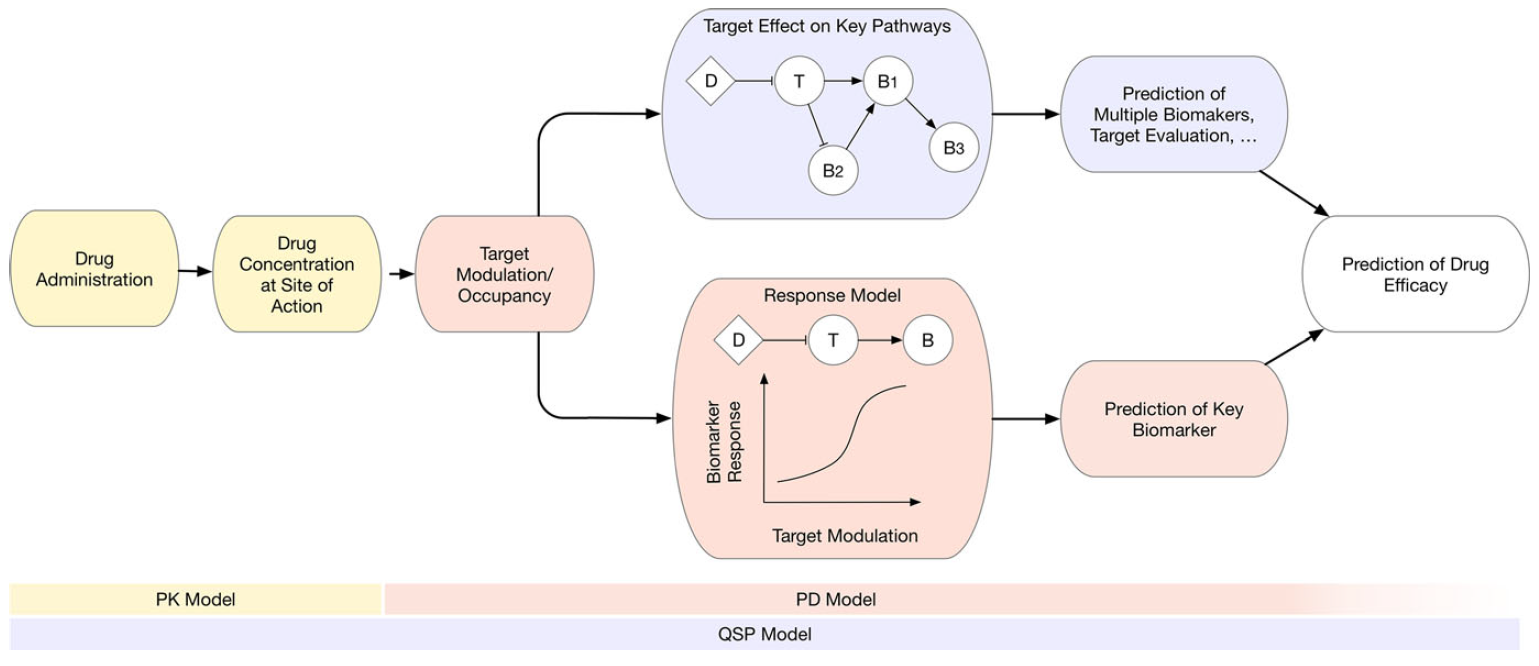 Drug
Administration
Drug
Concentration
at Site of
Action
Target
Modulation/
Occupancy
Target Effect on Key Pathways
D
T
B1
B2
B3
Prediction of
Multiple Biomakers,
Target Evaluation, …
Response Model
D
T
B
Biomarker
Response
Target Modulation
Prediction of Key
Biomarker
Prediction of Drug
Efficacy
PK Model
PD Model
QSP Model